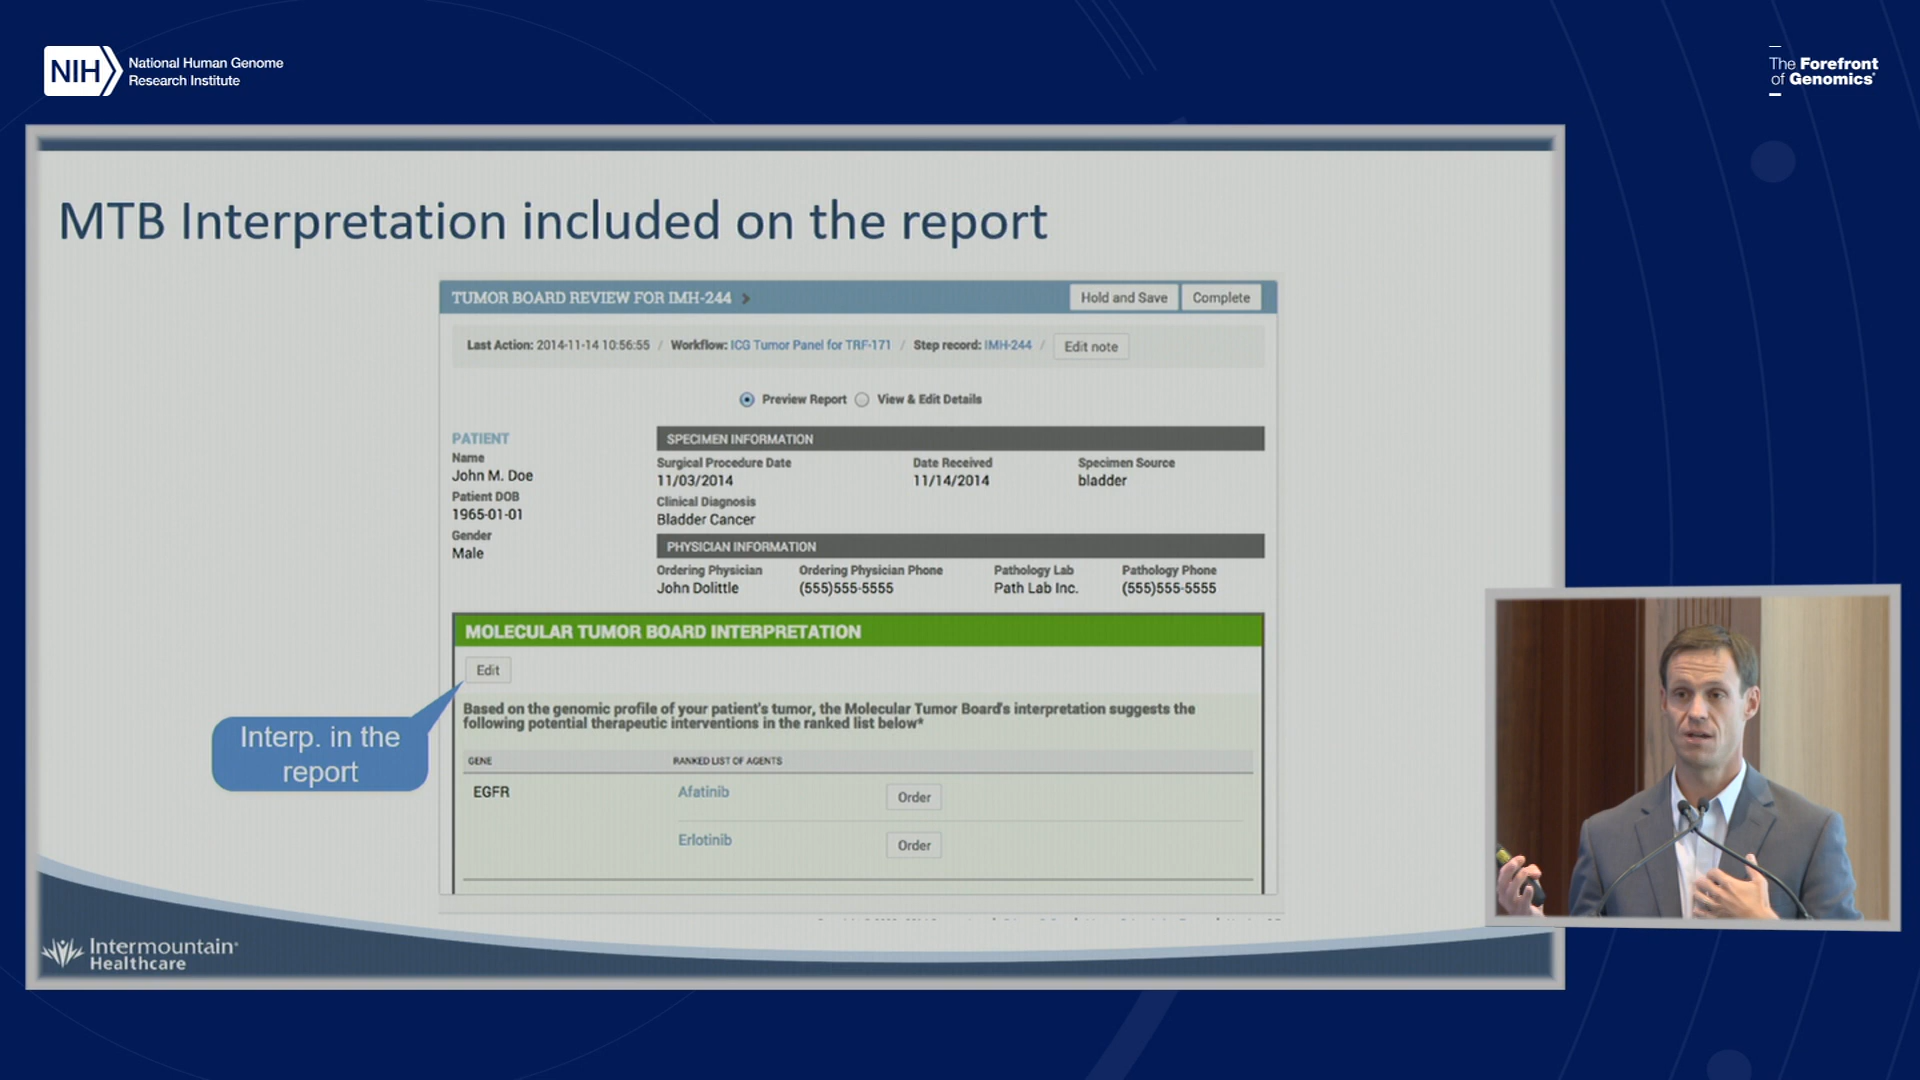 NIH National Human Genome
Research Institute
The Forefront
of Genomics
MTB Interpretation included on the report
TUMOR BOARD REVIEW FOR IMH-244 >
Hold and Save
Complete
Last Action: 2014-11-14 10:56:55 / Workflow: ICG Tumor Panel for TRF-171 / Step record: IMH-244 / Edit note
Preview Report View & Edit Details
PATIENT
Name
John M. Doe
Patient DOB
1965-01-01
Gender
Male
SPECIMEN INFORMATION
Surgical Procedure Date Date Received Specimen Source
11/03/2014 11/14/2014 bladder
Clinical Diagnosis
Bladder Cancer
PHYSICIAN INFORMATION
Ordering Physician Ordering Physician Phone Pathology Lab Pathology Phone
John Dolittle (555)555-5555 Path Lab Inc. (555)555-5555
MOLECULAR TUMOR BOARD INTERPRETATION
Edit
Based on the genomic profile of your patient's tumor, the Molecular Tumor Board's interpretation suggests the
following potential therapeutic interventions in the ranked list below*
GENE RANKED LIST OF AGENTS
EGFR Afatinib Order
Erlotinib Order
Interp. in the
report
Intermountain
Healthcare